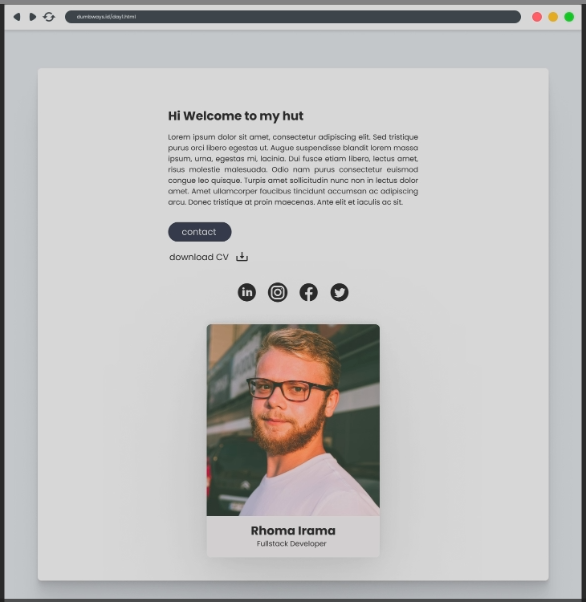 dumbways.id/day1.html
Hi Welcome to my hut
Lorem ipsum dolor sit amet, consectetur adipiscing elit. Sed tristique
purus orci libero egestas ut. Augue suspendisse blandit lorem massa
ipsum, urna, egestas mi, lacinia. Dui fusce etiam libero, lectus amet,
risus molestie malesuada. Odio nam purus consectetur euismod
congue leo quisque. Turpis amet sollicitudin nunc non in lectus dolor
amet. Amet ullamcorper faucibus tincidunt accumsan ac adipiscing
arcu. Donec tristique at proin maecenas. Ante elit et iaculis ac sit.
contact
download CV
in
Rhoma Irama
Fullstack Developer